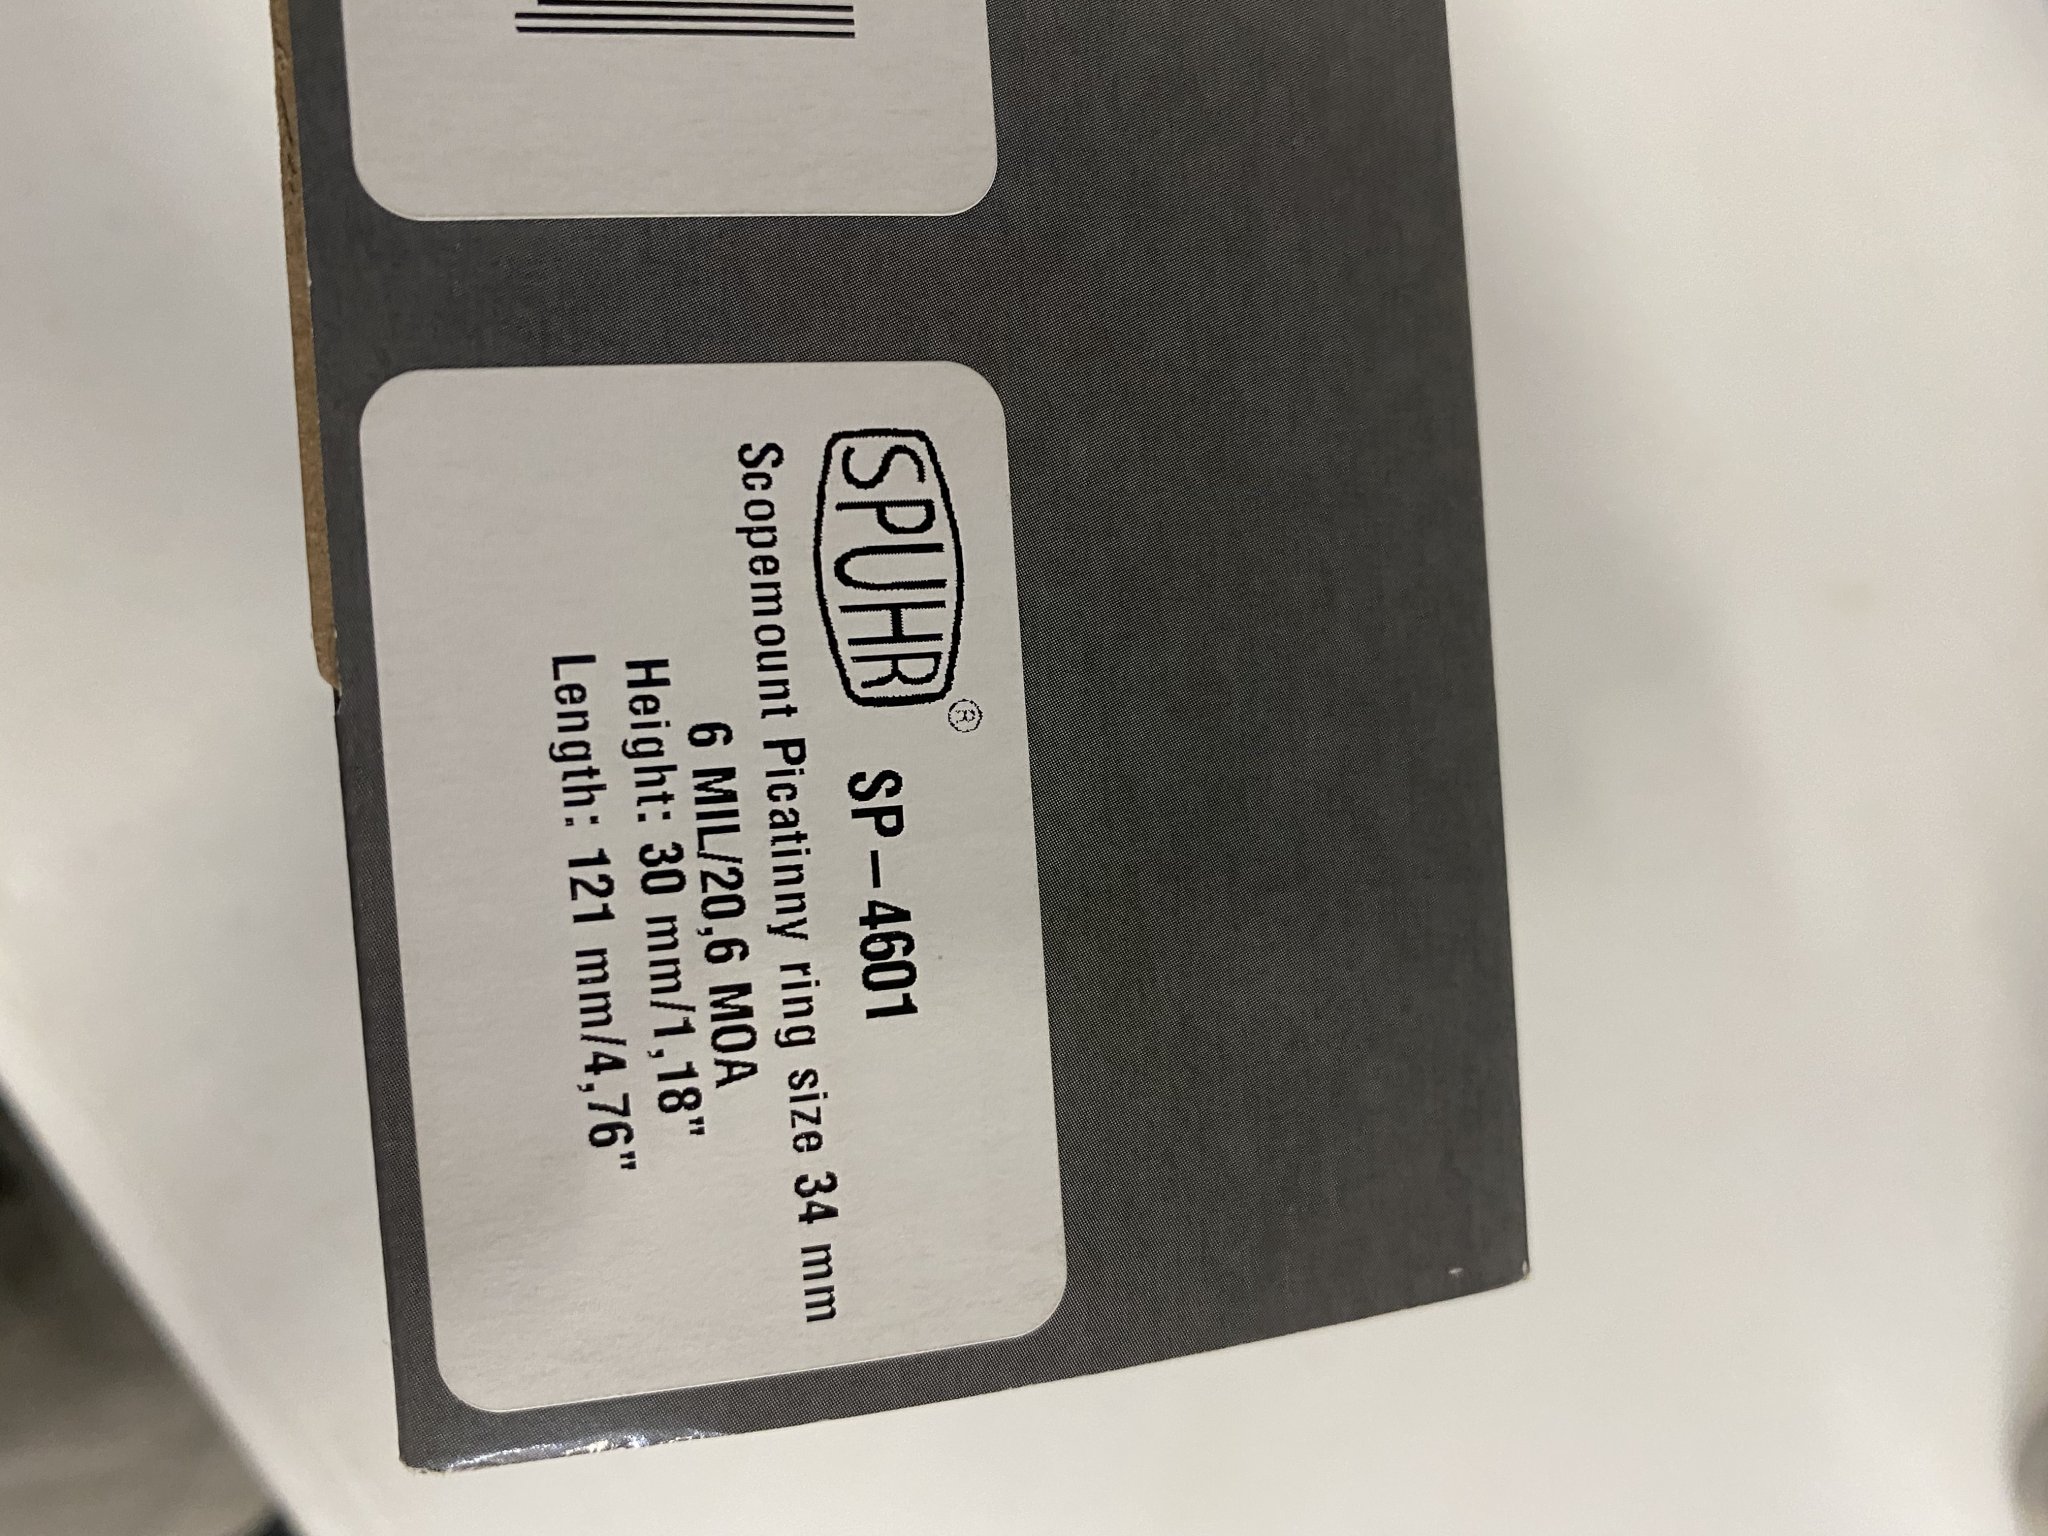 SPUHR® SP-4601
Scopemount Picatinny ring size 34 mm
6 MIL/20,6 MOA
Height: 30 mm/1,18"
Length: 121 mm/4,76"